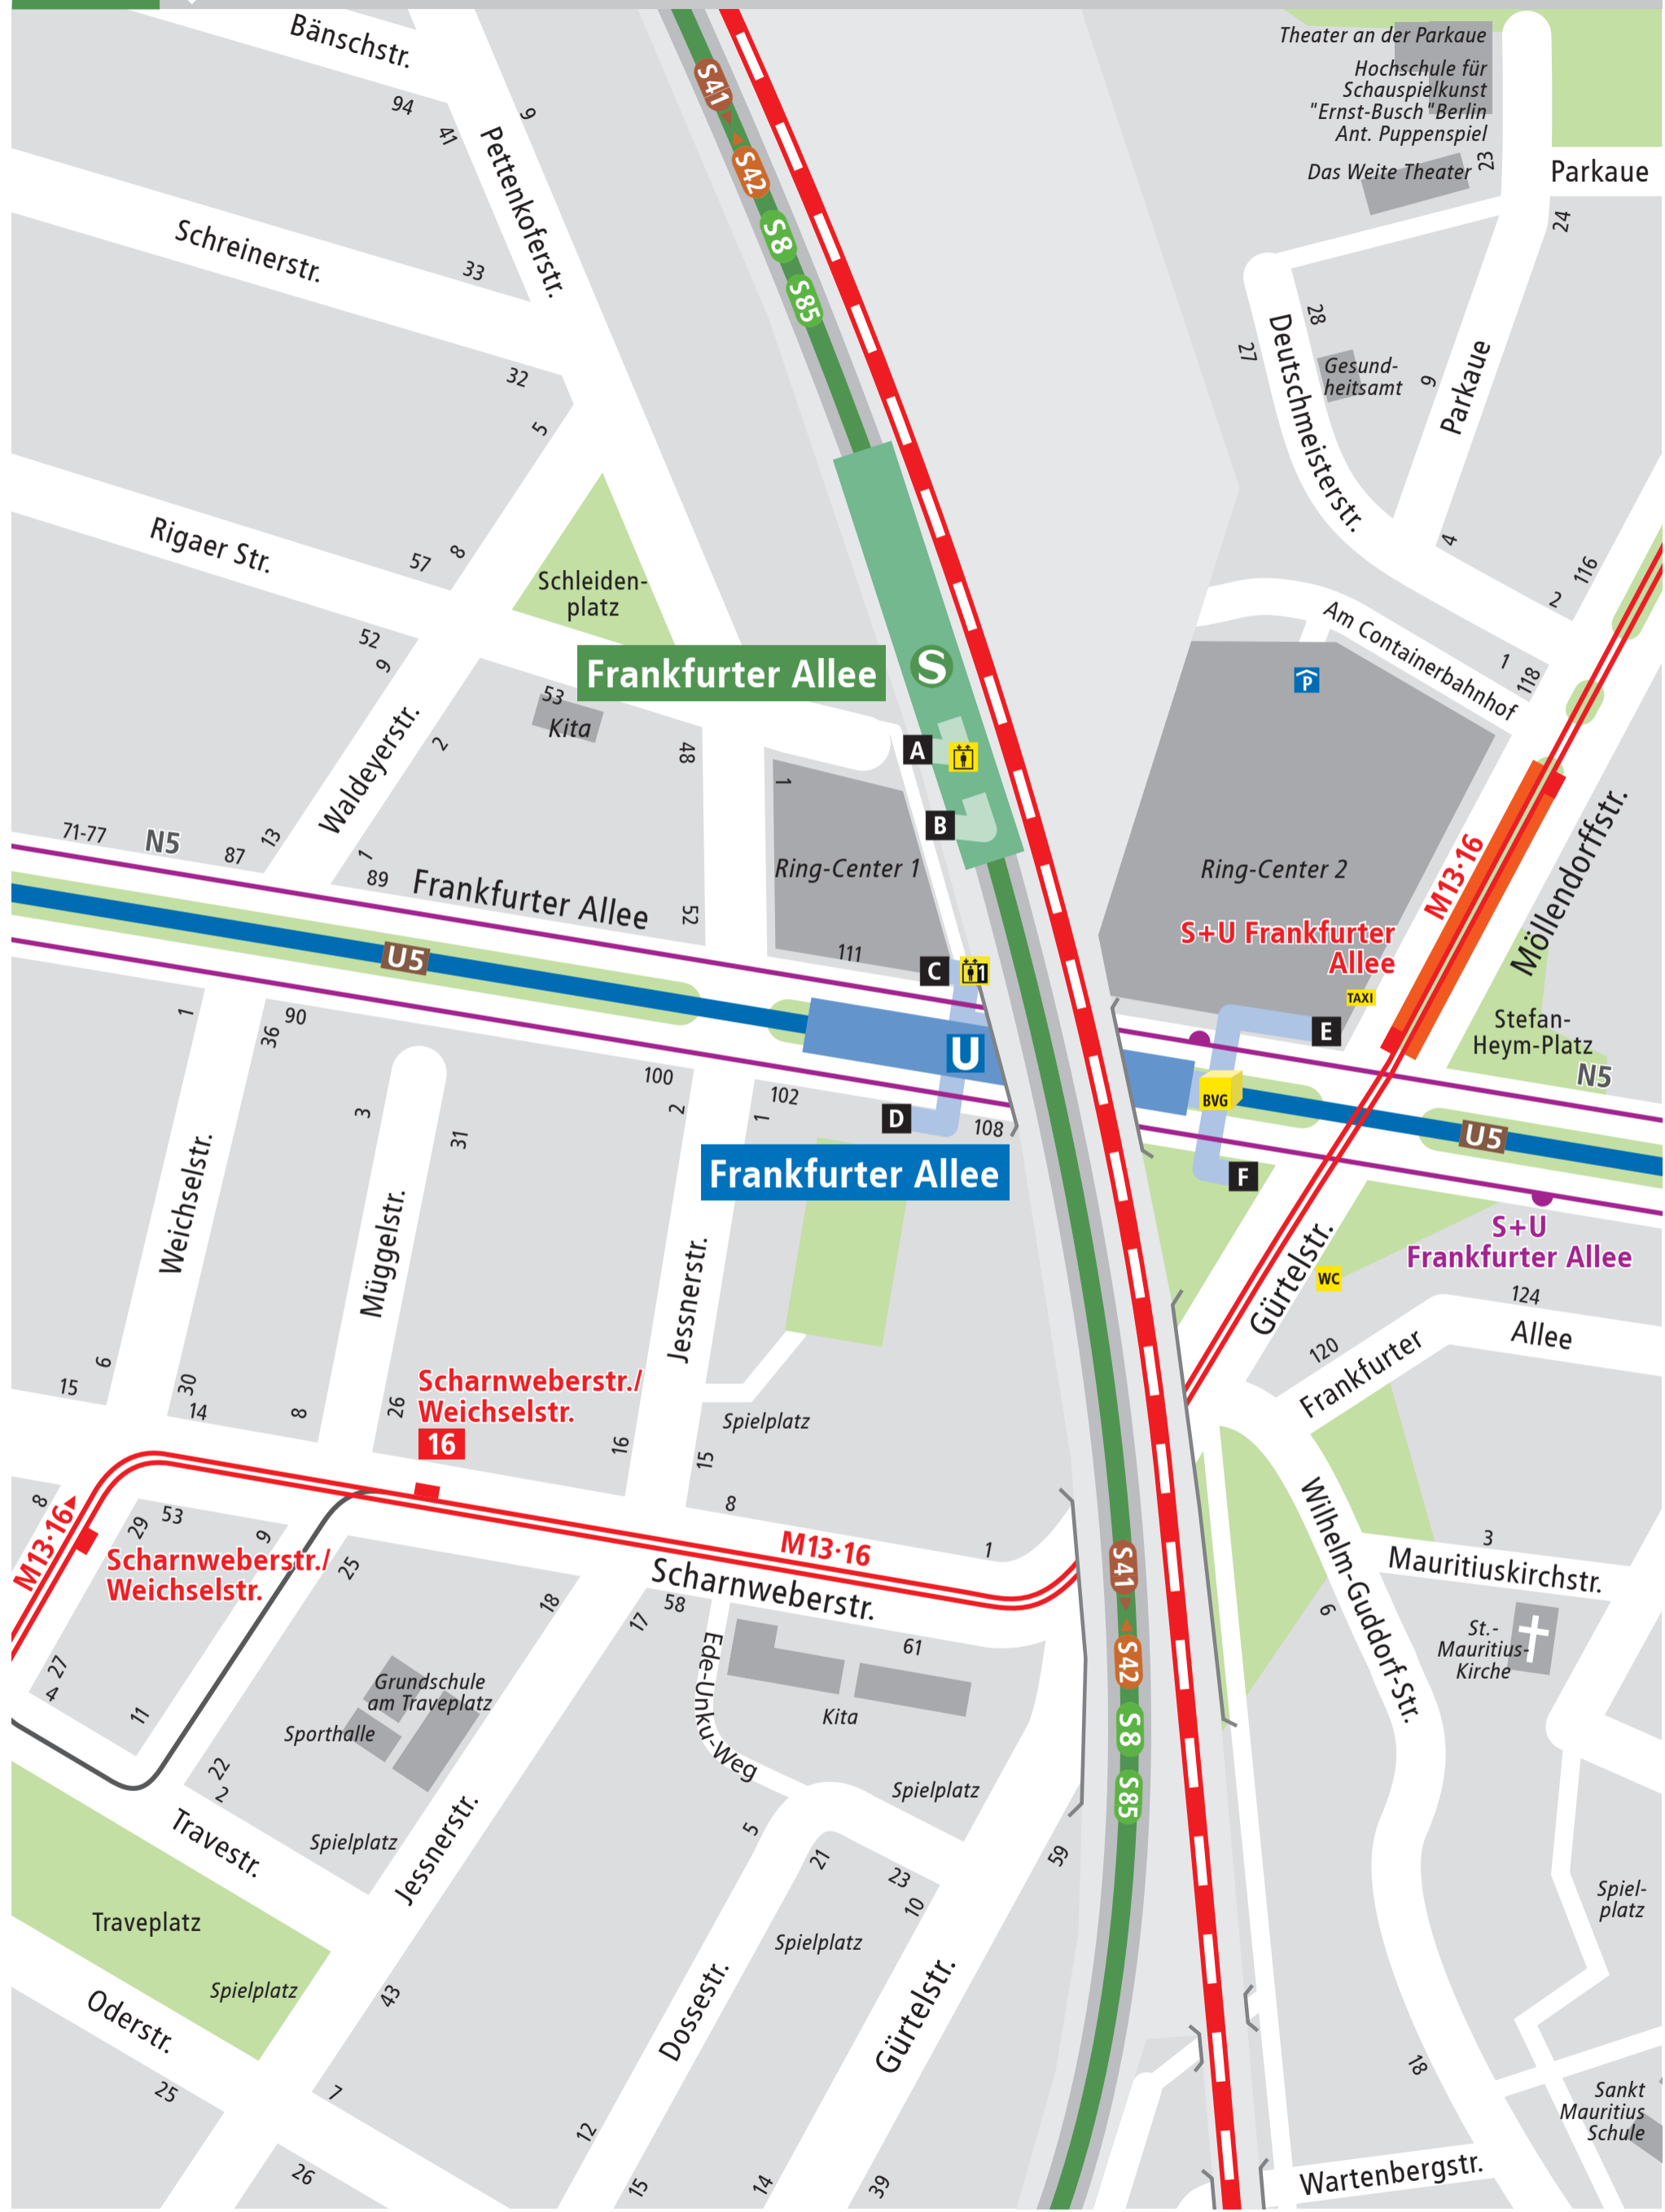 Bänschstr.
94
41
9
Pettenkoferstr.
Schreinerstr.
33
32
5
S41
S42
S8
S85
Theater an der Parkaue
Hochschule für
Schauspielkunst
"Ernst-Busch"Berlin
Ant. Puppenspiel
Das Weite Theater
23
Parkaue
24
28
27
Deutschmeisterstr.
Gesund-
heitsamt
9
Parkaue
4
2
116
Rigaer Str.
57
8
52
9
Schleiden-
platz
Frankfurter Allee
S
53
Kita
48
Waldeyerstr.
2
13
1
A
B
1
Ring-Center 1
Am Containerbahnhof
1
118
P
Ring-Center 2
M13·16
Möllendorffstr.
71-77
N5
87
89
Frankfurter Allee
52
111
C
1
U5
S+U Frankfurter
Allee
TAXI
E
Stefan-
Heym-Platz
N5
U
BVG
U5
1
36
90
100
2
1
102
D
108
F
Frankfurter Allee
3
31
Weichselstr.
Müggelstr.
Jessnerstr.
S+U
Frankfurter Allee
Gürtelstr.
WC
124
Allee
120
Frankfurter
6
15
30
14
8
26
Scharnweberstr./
Weichselstr.
16
16
15
Spielplatz
8
1
8
M13·16
29
53
9
25
Scharnweberstr./
Weichselstr.
M13·16
Scharnweberstr.
58
18
17
61
Ede-Unku-Weg
Kita
S41
S42
S8
S85
Wilhelm-Guddorf-Str.
3
Mauritiuskirchstr.
6
St.-
Mauritius-
Kirche
27
4
11
Grundschule
am Traveplatz
Sporthalle
22
2
Travestr.
Spielplatz
Jessnerstr.
Spielplatz
5
21
23
10
59
Traveplatz
Spielplatz
Spielplatz
Spiel-
platz
Oderstr.
43
Dossestr.
Gürtelstr.
25
7
26
12
15
14
39
18
Sankt
Mauritius
Schule
Wartenbergstr.